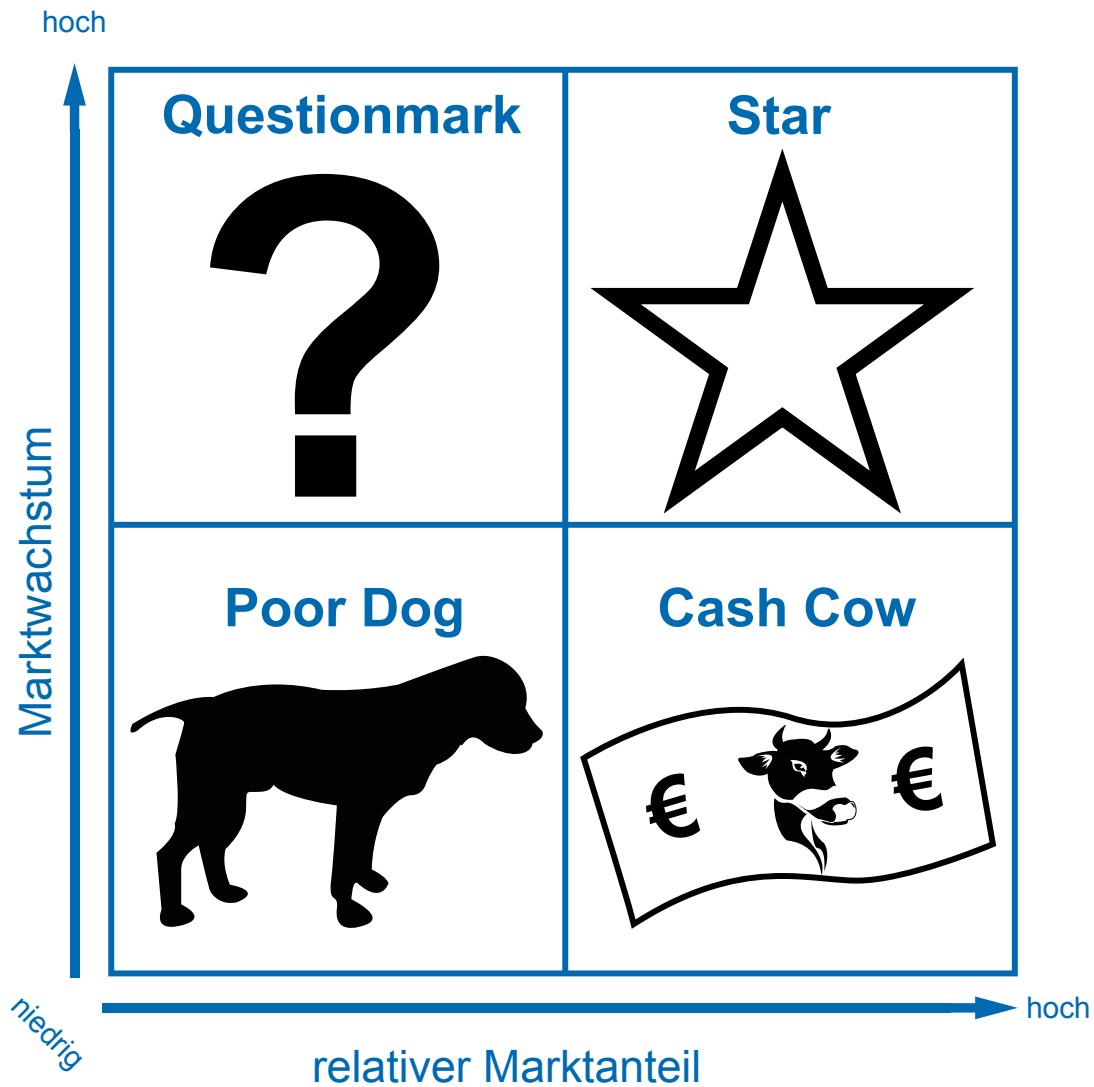 hoch
Questionmark
Star
?
Marktwachstum
Poor Dog
Cash Cow
€
€
niedrig
hoch
relativer Marktanteil